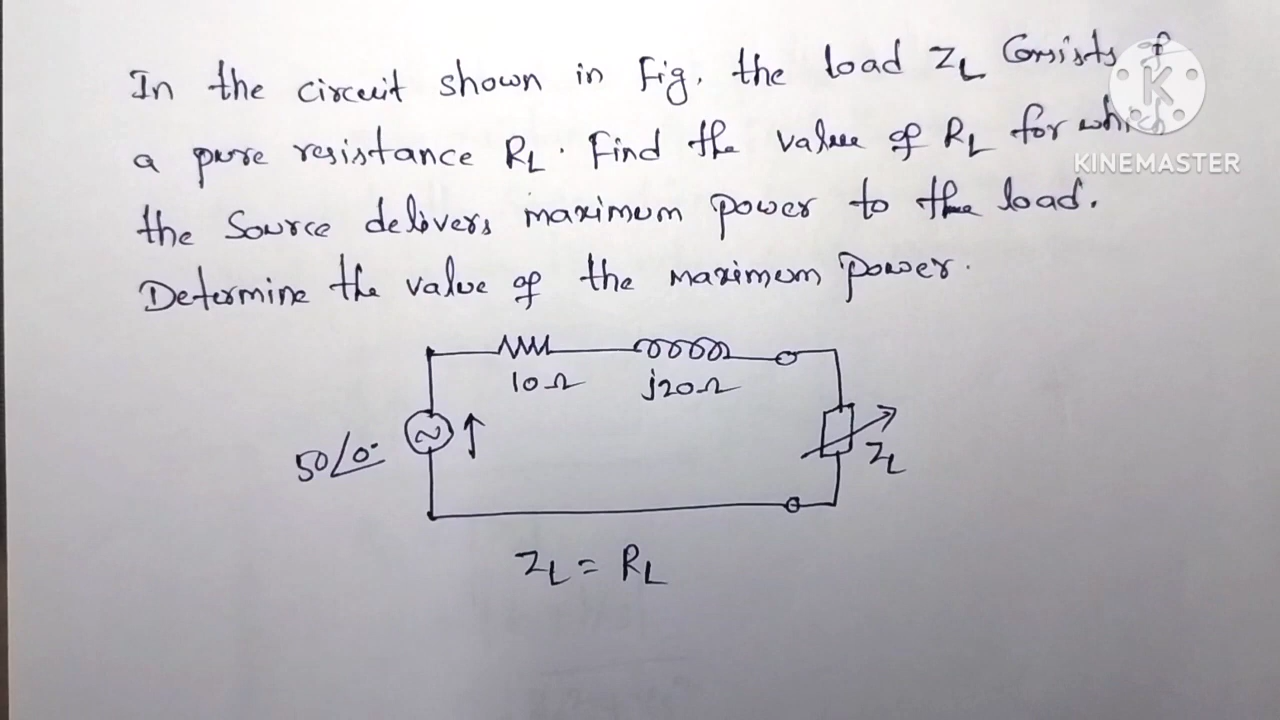 In the circuit shown in Fig, the load ZL Consists of
a pure resistance RL. Find the value of RL for which
KINEMASTER
the Source delivers maximum power to the load.
Determine the value of the maximum power.
10Ω
j20Ω
50∠0°
ZL
ZL = RL